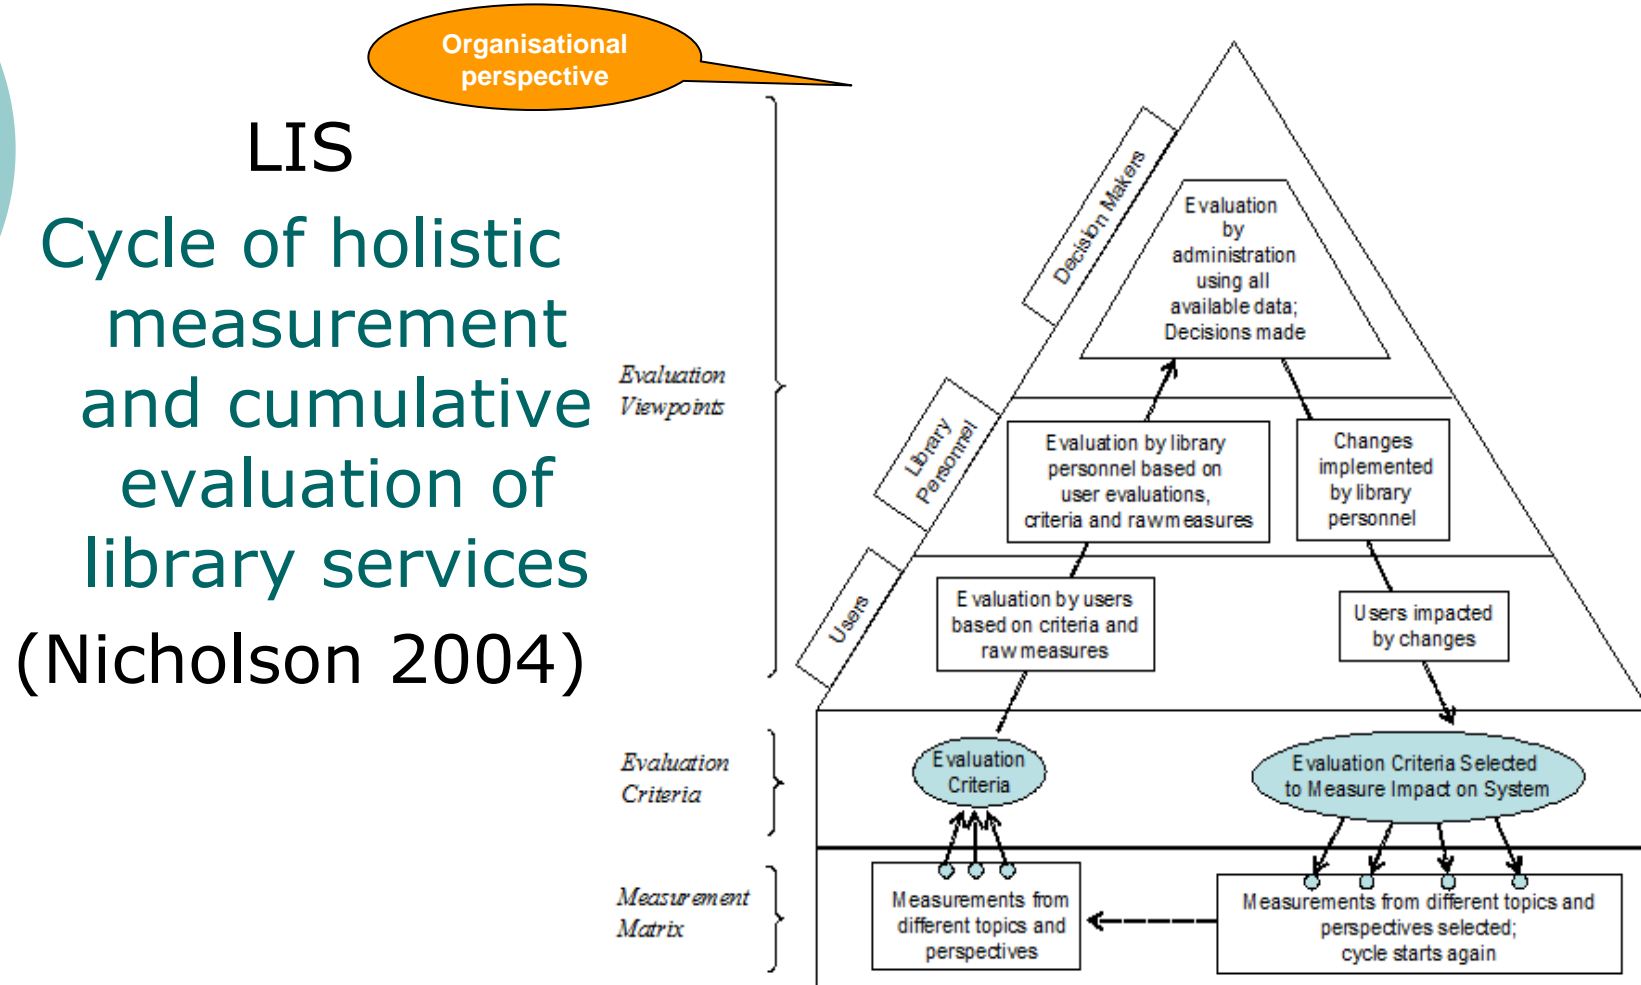 Organisational
perspective
LIS
Cycle of holistic
measurement
and cumulative
evaluation of
library services
(Nicholson 2004)
Evaluation
Viewpoints
Evaluation
Criteria
Measurement
Matrix
Decision Makers
Library
Personnel
Users
Evaluation
by
administration
using all
available data;
Decisions made
Evaluation by library
personnel based on
user evaluations,
criteria and raw measures
Changes
implemented
by library
personnel
Evaluation by users
based on criteria and
raw measures
Users impacted
by changes
Evaluation
Criteria
Evaluation Criteria Selected
to Measure Impact on System
Measurements from
different topics and
perspectives
Measurements from different topics and
perspectives selected;
cycle starts again